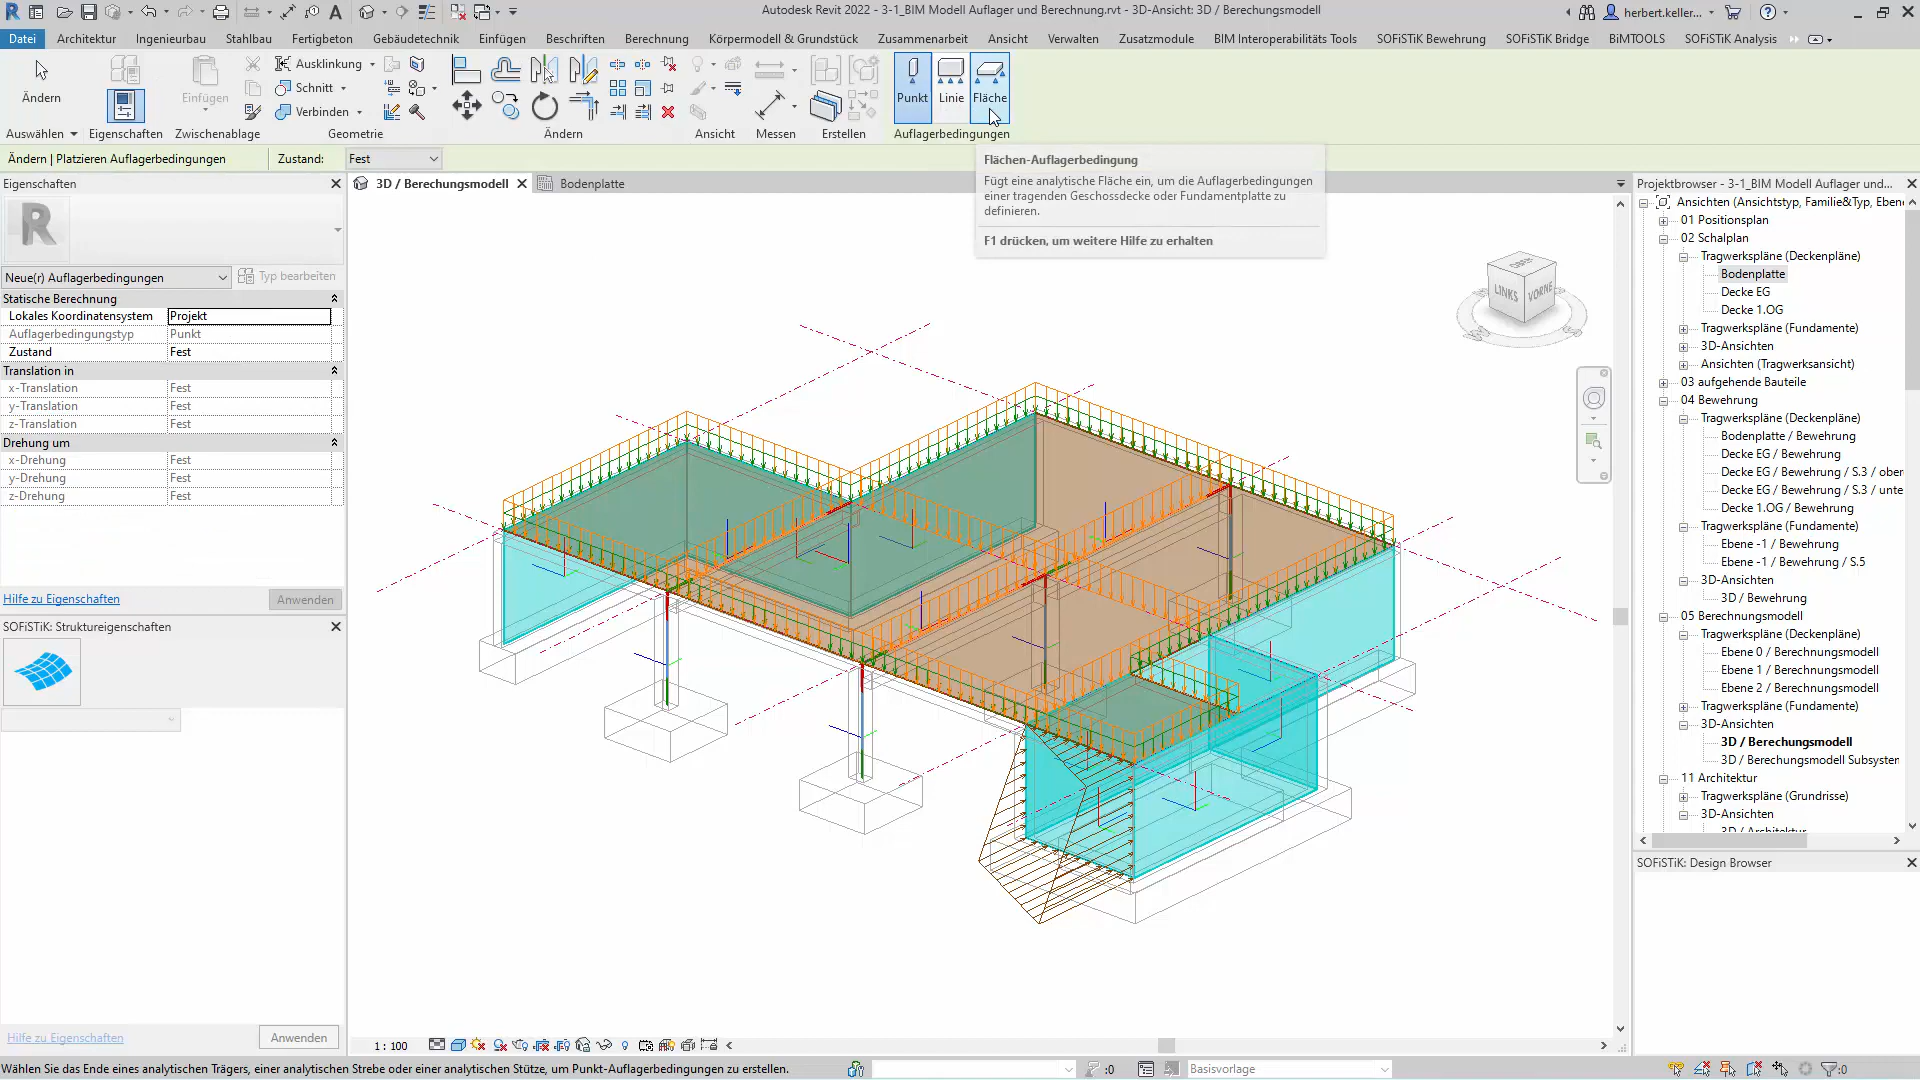 Autodesk Revit 2022 - 3-1_BIM Modell Auflager und Berechnung.rvt - 3D-Ansicht: 3D / Berechungsmodell
herbert.keller...
Datei Architektur Ingenieurbau Stahlbau Fertigbeton Gebäudetechnik Einfügen Beschriften Berechnung Körpermodell & Grundstück Zusammenarbeit Ansicht Verwalten Zusatzmodule BIM Interoperabilitäts Tools SOFiSTiK Bewehrung SOFiSTiK Bridge BiMTOOLS SOFiSTiK Analysis
Ändern
Einfügen
Ausklinkung
Schnitt
Verbinden
Punkt Linie Fläche
Auswählen Eigenschaften Zwischenablage Geometrie Ändern Ansicht Messen Erstellen Auflagerbedingungen
Ändern | Platzieren Auflagerbedingungen Zustand: Fest
Flächen-Auflagerbedingung
Fügt eine analytische Fläche ein, um die Auflagerbedingungen
einer tragenden Geschossdecke oder Fundamentplatte zu
definieren.
F1 drücken, um weitere Hilfe zu erhalten
Eigenschaften
R
Neue(r) Auflagerbedingungen Typ bearbeiten
Statische Berechnung
Lokales Koordinatensystem Projekt
Auflagerbedingungstyp Punkt
Zustand Fest
Translation in
x-Translation Fest
y-Translation Fest
z-Translation Fest
Drehung um
x-Drehung Fest
y-Drehung Fest
z-Drehung Fest
Hilfe zu Eigenschaften Anwenden
SOFiSTiK: Struktureigenschaften
Hilfe zu Eigenschaften Anwenden
3D / Berechungsmodell
Bodenplatte
OBEN
LINKS
VORNE
Projektbrowser - 3-1_BIM Modell Auflager und...
Ansichten (Ansichtstyp, Familie&Typ, Ebene
01 Positionsplan
02 Schalplan
Tragwerkspläne (Deckenpläne)
Bodenplatte
Decke EG
Decke 1.OG
Tragwerkspläne (Fundamente)
3D-Ansichten
Ansichten (Tragwerksansicht)
03 aufgehende Bauteile
04 Bewehrung
Tragwerkspläne (Deckenpläne)
Bodenplatte / Bewehrung
Decke EG / Bewehrung
Decke EG / Bewehrung / S.3 / ober
Decke EG / Bewehrung / S.3 / unte
Decke 1.OG / Bewehrung
Tragwerkspläne (Fundamente)
Ebene -1 / Bewehrung
Ebene -1 / Bewehrung / S.5
3D-Ansichten
3D / Bewehrung
05 Berechnungsmodell
Tragwerkspläne (Deckenpläne)
Ebene 0 / Berechnungsmodell
Ebene 1 / Berechnungsmodell
Ebene 2 / Berechnungsmodell
Tragwerkspläne (Fundamente)
3D-Ansichten
3D / Berechungsmodell
3D / Berechungsmodell Subsysten
11 Architektur
Tragwerkspläne (Grundrisse)
3D-Ansichten
3D / Architektur
SOFiSTiK: Design Browser
1 : 100
Wählen Sie das Ende eines analytischen Trägers, einer analytischen Strebe oder einer analytischen Stütze, um Punkt-Auflagerbedingungen zu erstellen.
:0
Basisvorlage
:0